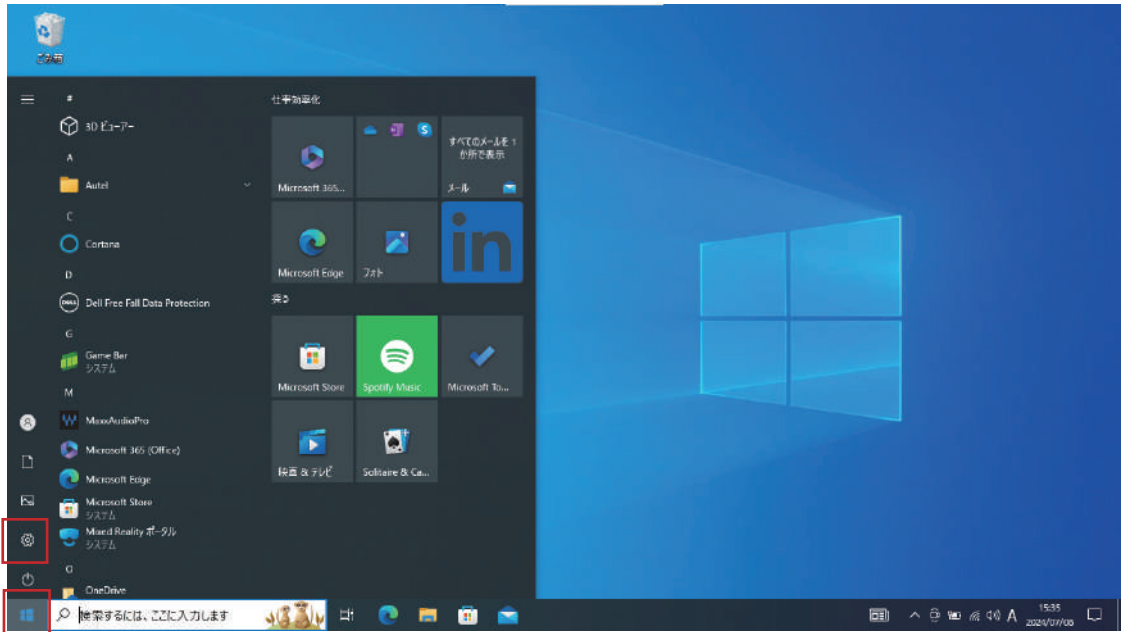 ごみ箱
#
3D ビューアー
A
Autel
C
Cortana
D
Dell Free Fall Data Protection
G
Game Bar
システム
M
MaxxAudioPro
Microsoft 365 (Office)
Microsoft Edge
Microsoft Store
システム
Mixed Reality ポータル
システム
O
OneDrive
仕事効率化
Microsoft 365...
すべてのメールを 1
か所で表示
メール
Microsoft Edge
フォト
in
探る
Microsoft Store
Spotify Music
Microsoft To...
映画 & テレビ
Solitaire & Ca...
検索するには、ここに入力します
A
15:35
2024/07/08